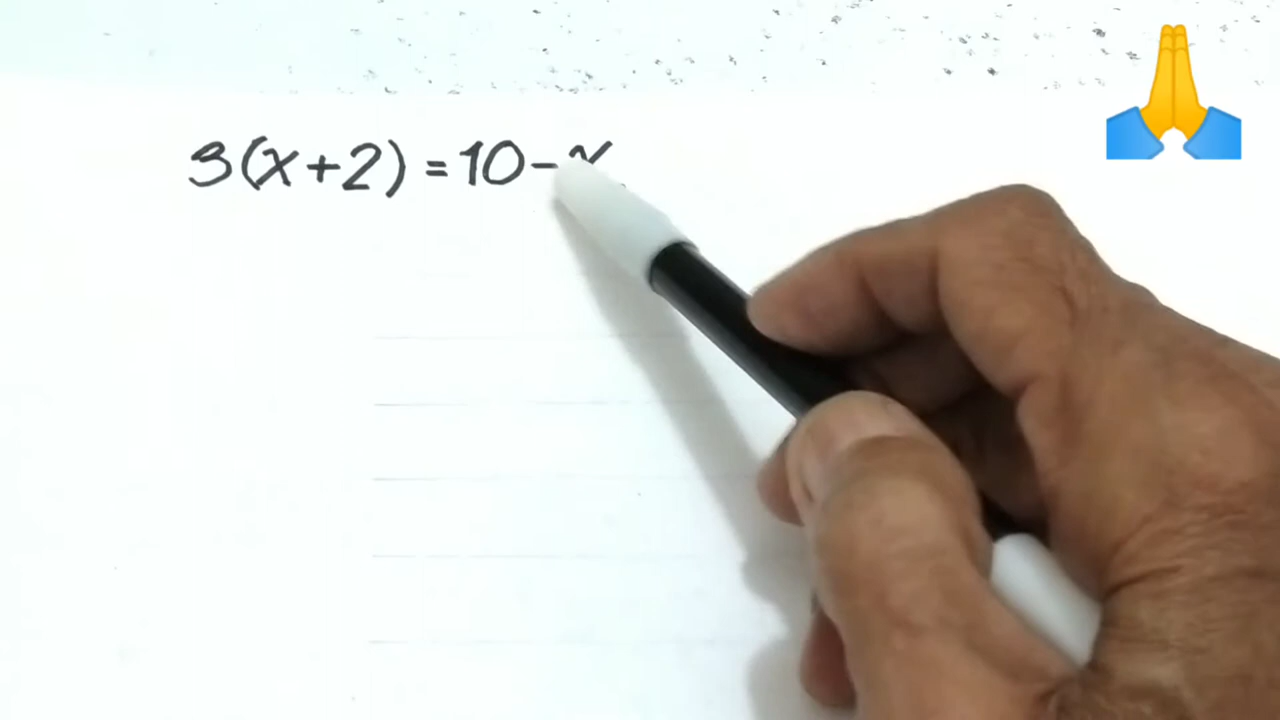 3(x+2) = 10-x